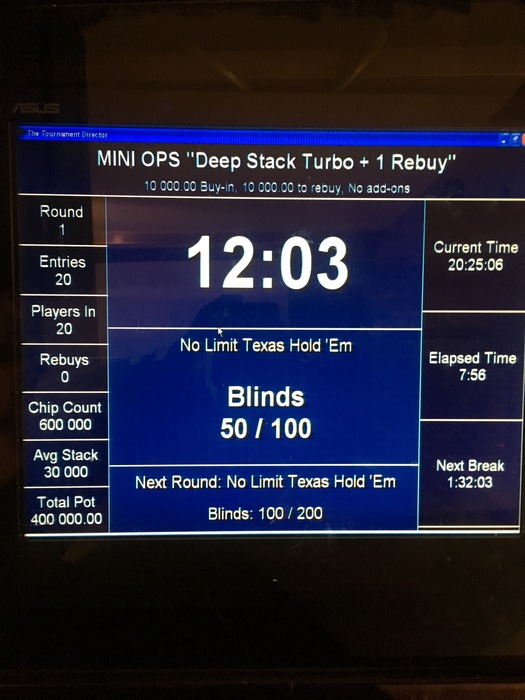 ASUS
The Tournament Director
MINI OPS "Deep Stack Turbo + 1 Rebuy"
10 000.00 Buy-in, 10 000.00 to rebuy, No add-ons
Round
1
Entries
20
Players In
20
Rebuys
0
Chip Count
600 000
Avg Stack
30 000
Total Pot
400 000.00
12:03
No Limit Texas Hold 'Em
Blinds
50 / 100
Next Round: No Limit Texas Hold 'Em
Blinds: 100 / 200
Current Time
20:25:06
Elapsed Time
7:56
Next Break
1:32:03